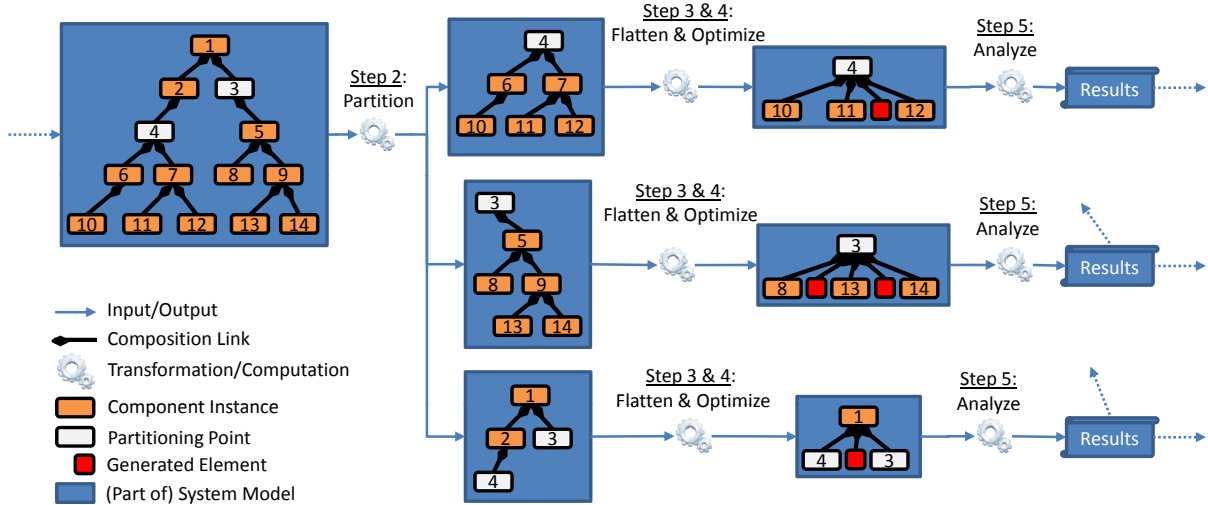 1
2
3
4
5
6
7
8
9
10
11
12
13
14
Step 2:
Partition
4
6
7
10
11
12
Step 3 & 4:
Flatten & Optimize
4
10
11
12
Step 5:
Analyze
Results
3
5
8
9
13
14
Step 3 & 4:
Flatten & Optimize
3
8
13
14
Step 5:
Analyze
Results
1
2
3
4
Step 3 & 4:
Flatten & Optimize
1
4
3
Step 5:
Analyze
Results
Input/Output
Composition Link
Transformation/Computation
Component Instance
Partitioning Point
Generated Element
(Part of) System Model